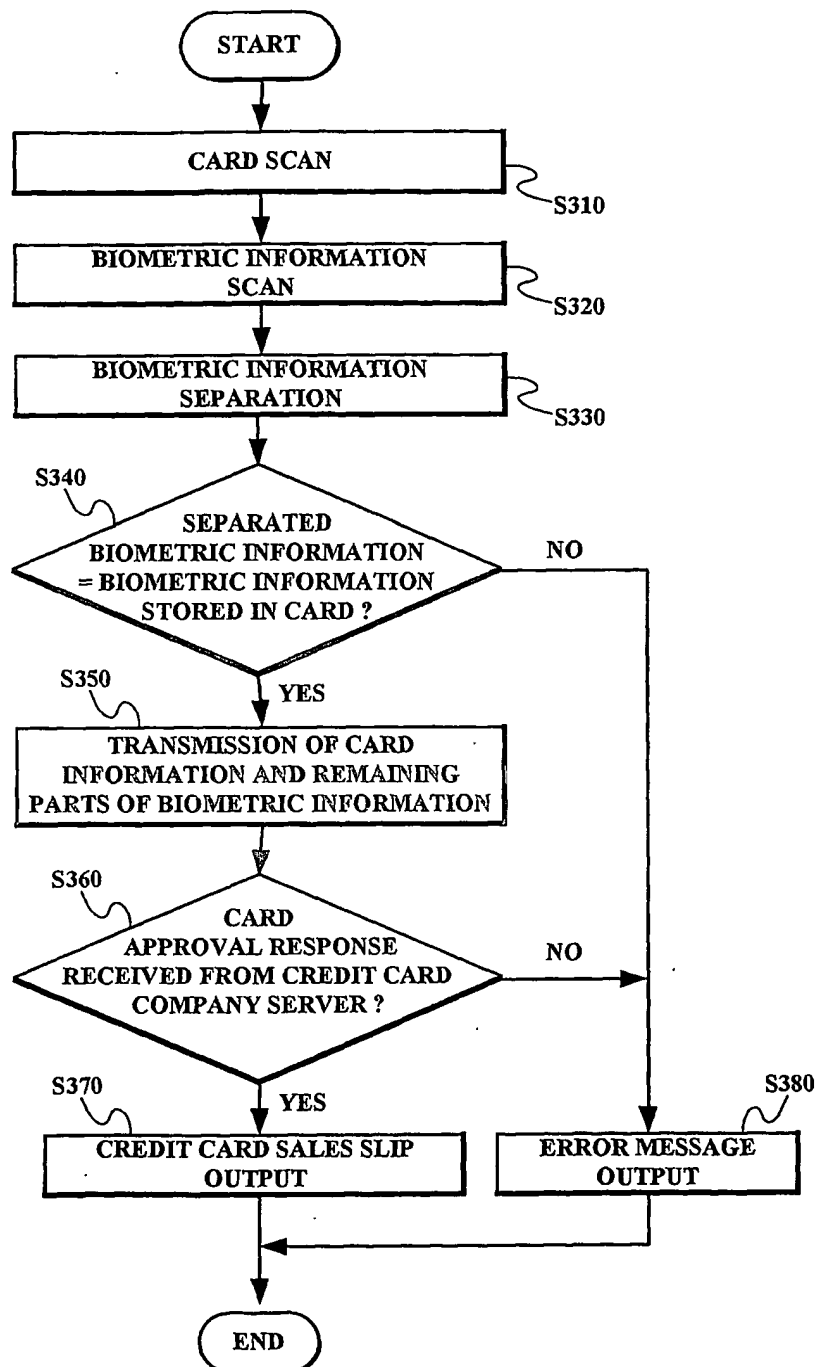 START
CARD SCAN
S310
BIOMETRIC INFORMATION
SCAN
S320
BIOMETRIC INFORMATION
SEPARATION
S330
S340
SEPARATED
BIOMETRIC INFORMATION
= BIOMETRIC INFORMATION
STORED IN CARD ?
NO
YES
S350
TRANSMISSION OF CARD
INFORMATION AND REMAINING
PARTS OF BIOMETRIC INFORMATION
S360
CARD
APPROVAL RESPONSE
RECEIVED FROM CREDIT CARD
COMPANY SERVER ?
NO
YES
S370
CREDIT CARD SALES SLIP
OUTPUT
S380
ERROR MESSAGE
OUTPUT
END